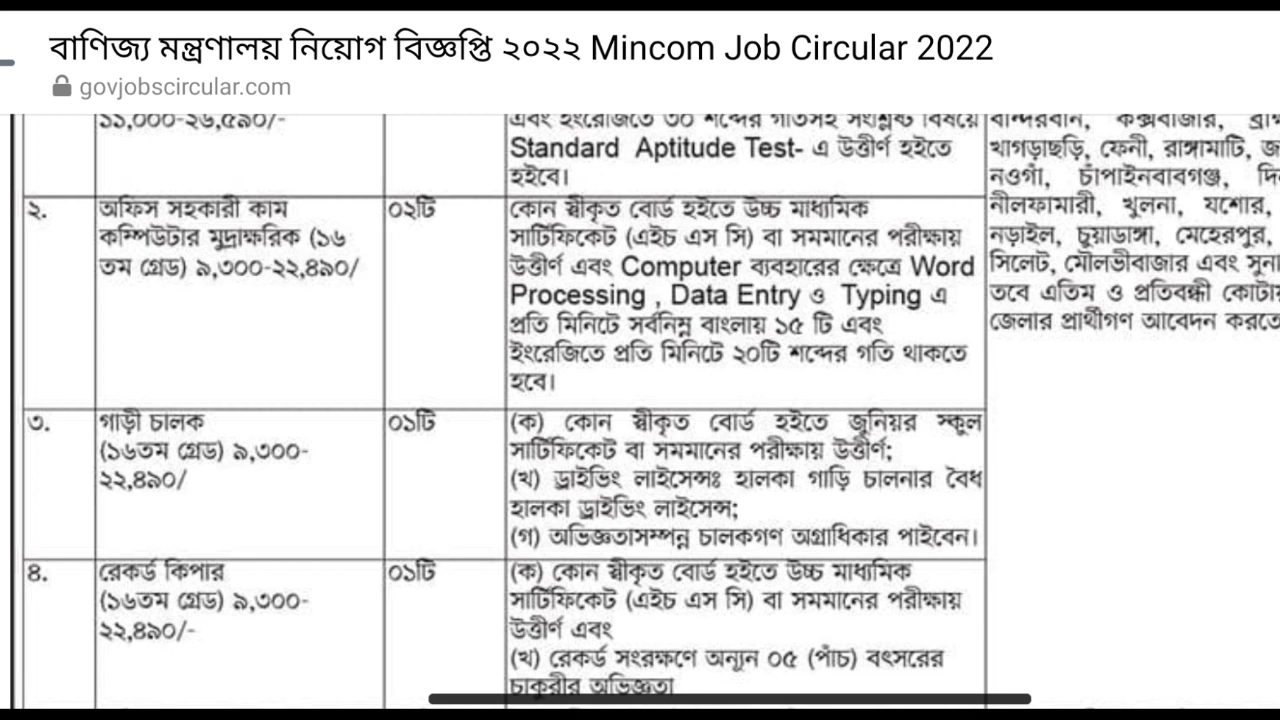 বাণিজ্য মন্ত্রণালয় নিয়োগ বিজ্ঞপ্তি ২০২২ Mincom Job Circular 2022
govjobscircular.com
১১,০০০-২৬,৫৯০/-
এবং ইংরেজিতে ৩০ শব্দের গতিসহ সংশ্লিষ্ট বিষয়ে
Standard Aptitude Test- এ উত্তীর্ণ হইতে
হইবে।
২.
অফিস সহকারী কাম
কম্পিউটার মুদ্রাক্ষরিক (১৬
তম গ্রেড) ৯,৩০০-২২,৪৯০/
০২টি
কোন স্বীকৃত বোর্ড হইতে উচ্চ মাধ্যমিক
সার্টিফিকেট (এইচ এস সি) বা সমমানের পরীক্ষায়
উত্তীর্ণ এবং Computer ব্যবহারের ক্ষেত্রে Word
Processing , Data Entry ও Typing এ
প্রতি মিনিটে সর্বনিম্ন বাংলায় ১৫ টি এবং
ইংরেজিতে প্রতি মিনিটে ২০টি শব্দের গতি থাকতে
হবে।
৩.
গাড়ী চালক
(১৬তম গ্রেড) ৯,৩০০-
২২,৪৯০/
০১টি
(ক) কোন স্বীকৃত বোর্ড হইতে জুনিয়র স্কুল
সার্টিফিকেট বা সমমানের পরীক্ষায় উত্তীর্ণ;
(খ) ড্রাইভিং লাইসেন্সঃ হালকা গাড়ি চালনার বৈধ
হালকা ড্রাইভিং লাইসেন্স;
(গ) অভিজ্ঞতাসম্পন্ন চালকগণ অগ্রাধিকার পাইবেন।
৪.
রেকর্ড কিপার
(১৬তম গ্রেড) ৯,৩০০-
২২,৪৯০/-
০১টি
(ক) কোন স্বীকৃত বোর্ড হইতে উচ্চ মাধ্যমিক
সার্টিফিকেট (এইচ এস সি) বা সমমানের পরীক্ষায়
উত্তীর্ণ এবং
(খ) রেকর্ড সংরক্ষণে অন্যূন ০৫ (পাঁচ) বৎসরের
চাকুরীর অভিজ্ঞতা
বান্দরবান, কক্সবাজার,
খাগড়াছড়ি, ফেনী, রাঙ্গামাটি,
নওগাঁ, চাঁপাইনবাবগঞ্জ,
নীলফামারী, খুলনা, যশোর,
নড়াইল, চুয়াডাঙ্গা, মেহেরপুর,
সিলেট, মৌলভীবাজার এবং
তবে এতিম ও প্রতিবন্ধী
জেলার প্রার্থীগণ আবেদন